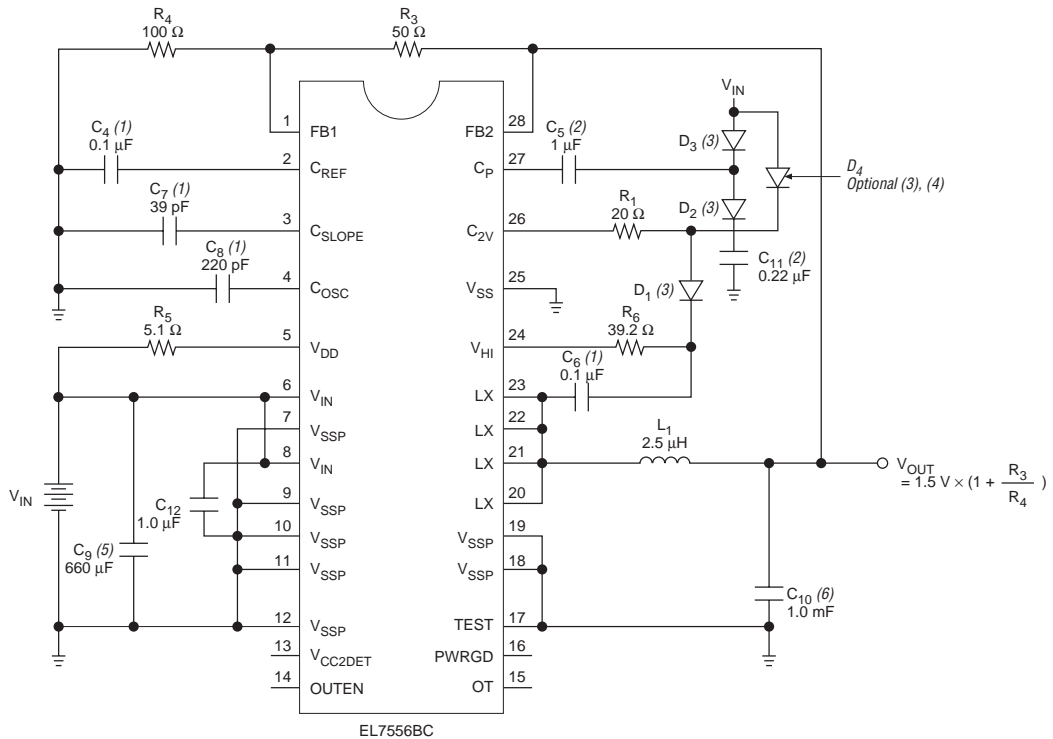 R4
100 Ω
R3
50 Ω
VIN
1
FB1
28
FB2
C4 (1)
0.1 µF
C5 (2)
1 µF
D3 (3)
2
CREF
27
CP
D4
Optional (3), (4)
C7 (1)
39 pF
R1
20 Ω
D2 (3)
3
CSLOPE
26
C2V
C8 (1)
220 pF
C11 (2)
0.22 µF
4
COSC
25
VSS
D1 (3)
R5
5.1 Ω
R6
39.2 Ω
5
VDD
24
VHI
C6 (1)
0.1 µF
6
VIN
23
LX
7
VSSP
22
LX
L1
2.5 µH
8
VIN
21
LX
VOUT
= 1.5 V × (1 + R3
R4 )
VIN
C12
1.0 µF
9
VSSP
20
LX
10
VSSP
19
VSSP
C9 (5)
660 µF
11
VSSP
18
VSSP
C10 (6)
1.0 mF
12
VSSP
17
TEST
13
VCC2DET
16
PWRGD
14
OUTEN
15
OT
EL7556BC